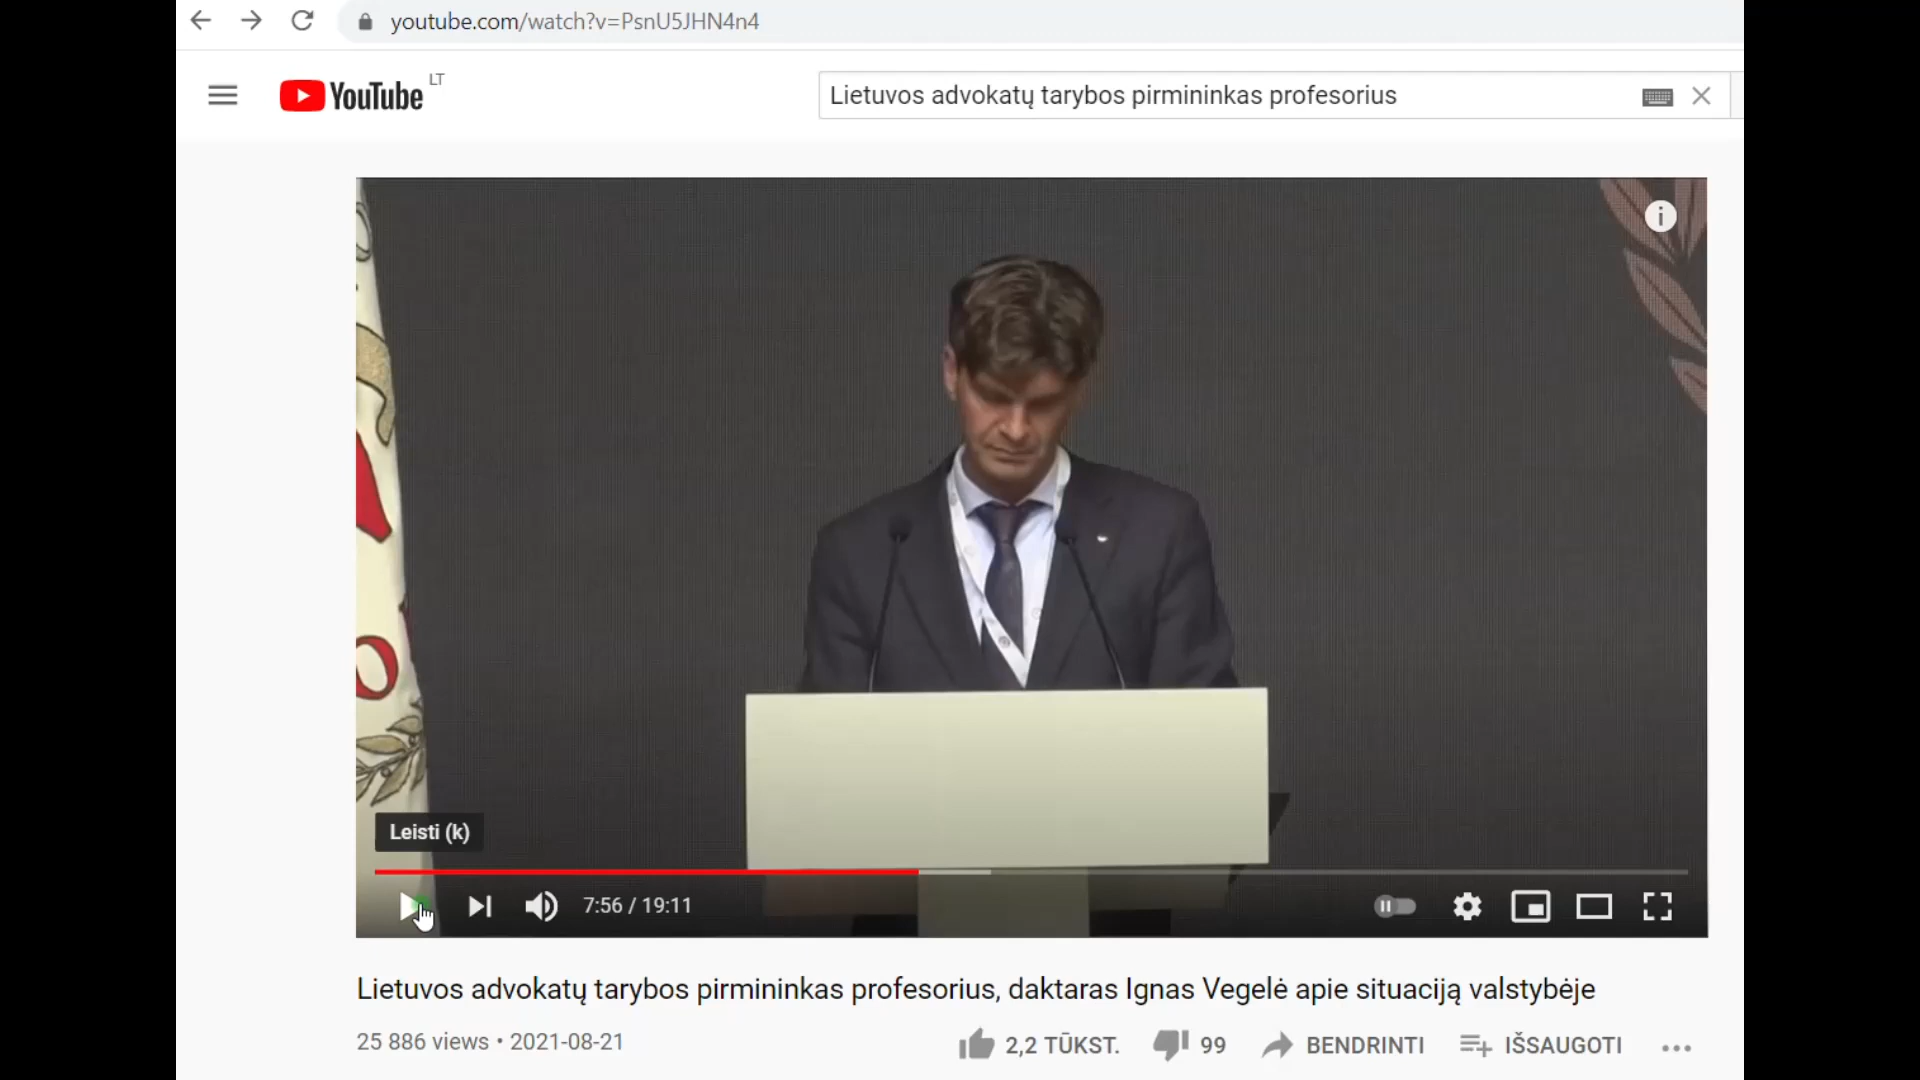 youtube.com/watch?v=PsnU5JHN4n4
YouTube LT
Lietuvos advokatų tarybos pirmininkas profesorius
Leisti (k)
7:56 / 19:11
Lietuvos advokatų tarybos pirmininkas profesorius, daktaras Ignas Vegelė apie situaciją valstybėje
25 886 views • 2021-08-21
2,2 TŪKST. 99 BENDRINTI IŠSAUGOTI